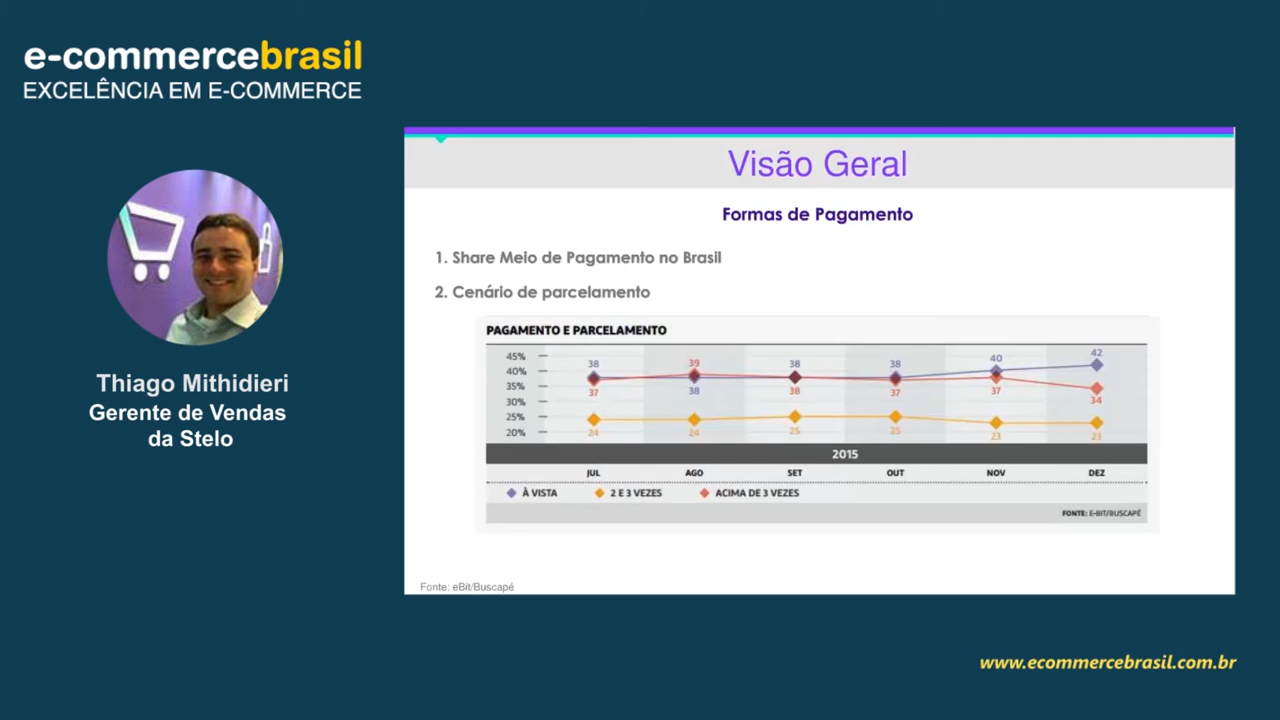 e-commercebrasil
EXCELÊNCIA EM E-COMMERCE
Thiago Mithidieri
Gerente de Vendas
da Stelo
Visão Geral
Formas de Pagamento
1. Share Meio de Pagamento no Brasil
2. Cenário de parcelamento
PAGAMENTO E PARCELAMENTO
45%
40%
35%
30%
25%
20%
38 39 38 38 40 42
37 38 38 37 37 34
24 24 25 25 23 23
2015
JUL AGO SET OUT NOV DEZ
À VISTA 2 E 3 VEZES ACIMA DE 3 VEZES
FONTE: E-BIT/BUSCAPÉ
Fonte: eBit/Buscapé
www.ecommercebrasil.com.br